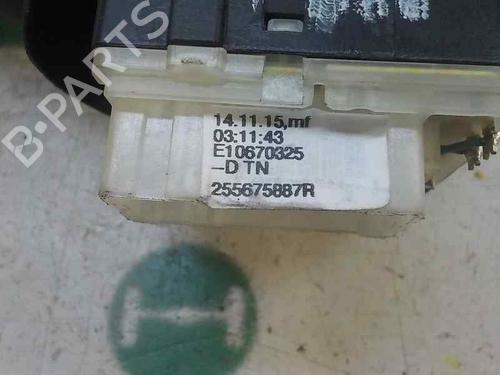 B-PARTS
14.11.15,mf
03:11:43
E10670325
-D TN
255675887R